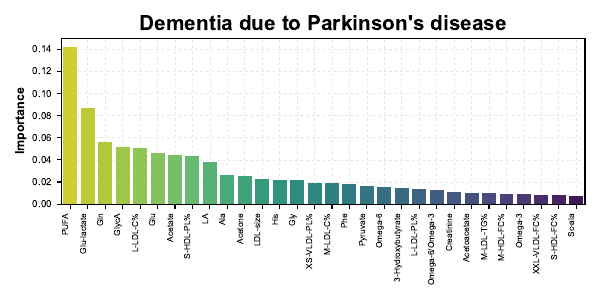 Dementia due to Parkinson's disease
Importance
0.14
0.12
0.10
0.08
0.06
0.04
0.02
0.00
PUFA
Glu-lactate
Gln
GlycA
L-LDL-C%
Glu
Acetate
S-HDL-PL%
LA
Ala
Acetone
LDL-size
His
Gly
XS-VLDL-PL%
M-LDL-C%
Phe
Pyruvate
Omega-6
3-Hydroxybutyrate
L-LDL-PL%
Omega-6/Omega-3
Creatinine
Acetoacetate
M-LDL-TG%
M-HDL-FC%
Omega-3
XXL-VLDL-FC%
S-HDL-FC%